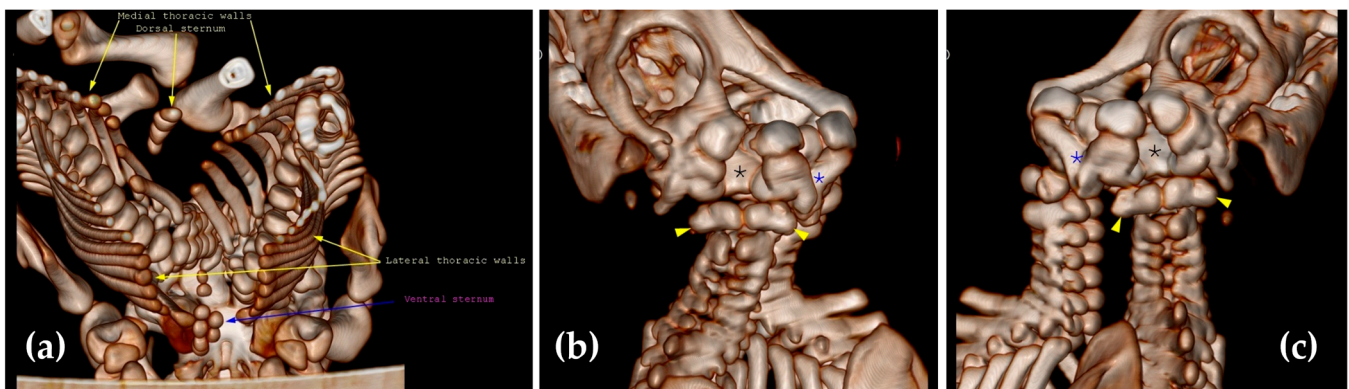 Medial thoracic walls
Dorsal sternum
Lateral thoracic walls
Ventral sternum
(a)
*
*
(b)
*
*
(c)